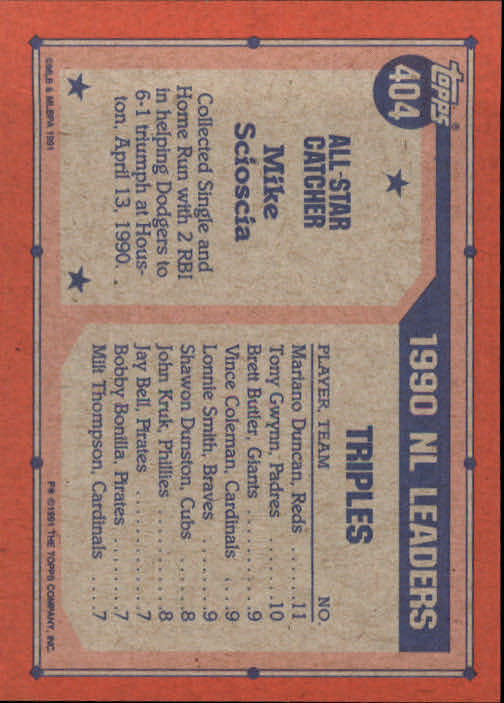 topps®
404
ALL-STAR
CATCHER
Mike
Scioscia
Collected Single and
Home Run with 2 RBI
in helping Dodgers to
6-1 triumph at Hous-
ton, April 13, 1990.
©MLB & MLBPA 1991
1990 NL LEADERS
TRIPLES
PLAYER, TEAM NO.
Mariano Duncan, Reds ...... 11
Tony Gwynn, Padres ........ 10
Brett Butler, Giants ......... 9
Vince Coleman, Cardinals ... 9
Lonnie Smith, Braves ....... 9
Shawon Dunston, Cubs ..... 8
John Kruk, Phillies ......... 8
Jay Bell, Pirates ............ 7
Bobby Bonilla, Pirates ....... 7
Milt Thompson, Cardinals ... 7
P® ©1991 THE TOPPS COMPANY, INC.